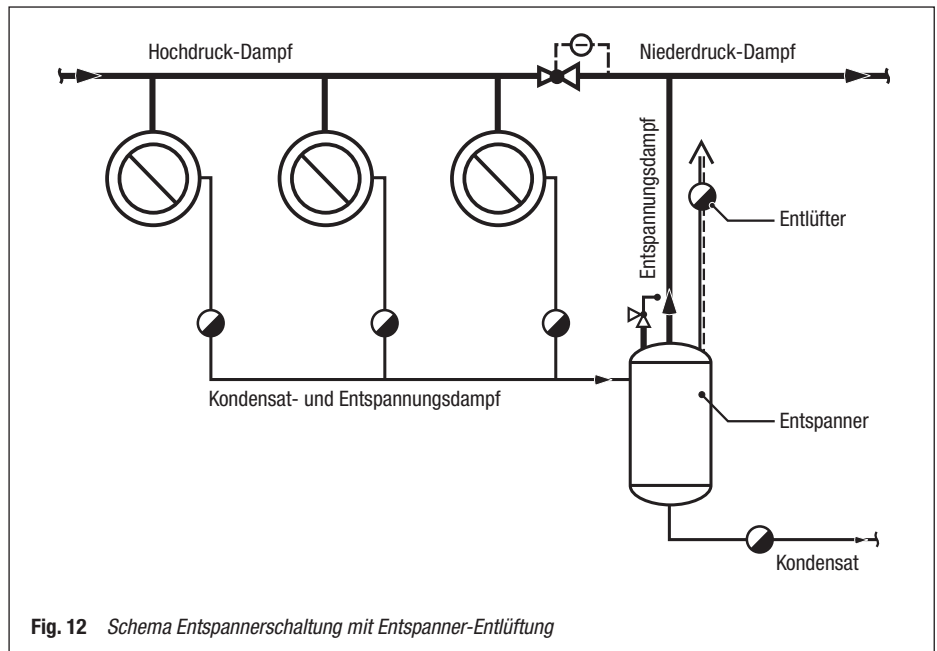 Hochdruck-Dampf
Niederdruck-Dampf
Entspannungsdampf
Entlüfter
Kondensat- und Entspannungsdampf
Entspanner
Kondensat
Fig. 12 Schema Entspannerschaltung mit Entspanner-Entlüftung